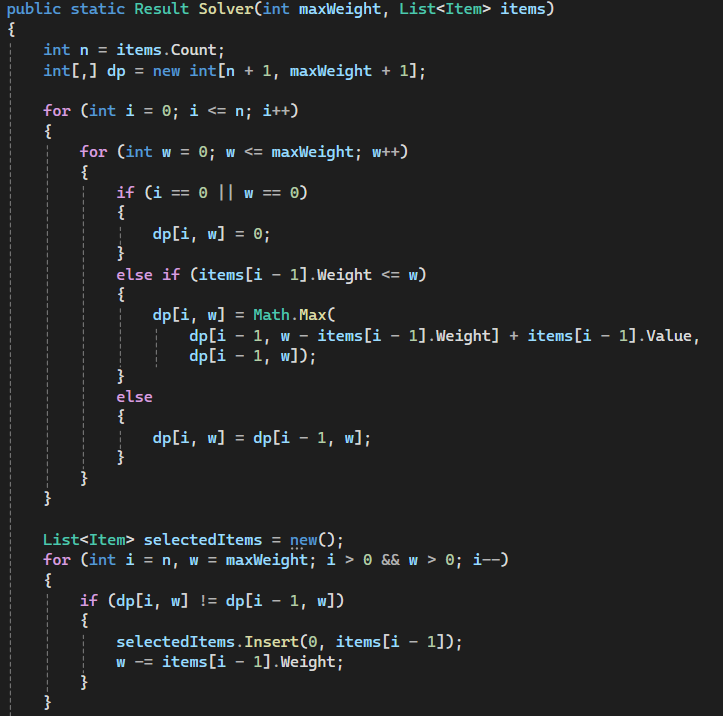 public static Result Solver(int maxWeight, List<Item> items)
{
    int n = items.Count;
    int[,] dp = new int[n + 1, maxWeight + 1];

    for (int i = 0; i <= n; i++)
    {
        for (int w = 0; w <= maxWeight; w++)
        {
            if (i == 0 || w == 0)
            {
                dp[i, w] = 0;
            }
            else if (items[i - 1].Weight <= w)
            {
                dp[i, w] = Math.Max(
                    dp[i - 1, w - items[i - 1].Weight] + items[i - 1].Value,
                    dp[i - 1, w]);
            }
            else
            {
                dp[i, w] = dp[i - 1, w];
            }
        }
    }

    List<Item> selectedItems = new();
    for (int i = n, w = maxWeight; i > 0 && w > 0; i--)
    {
        if (dp[i, w] != dp[i - 1, w])
        {
            selectedItems.Insert(0, items[i - 1]);
            w -= items[i - 1].Weight;
        }
    }